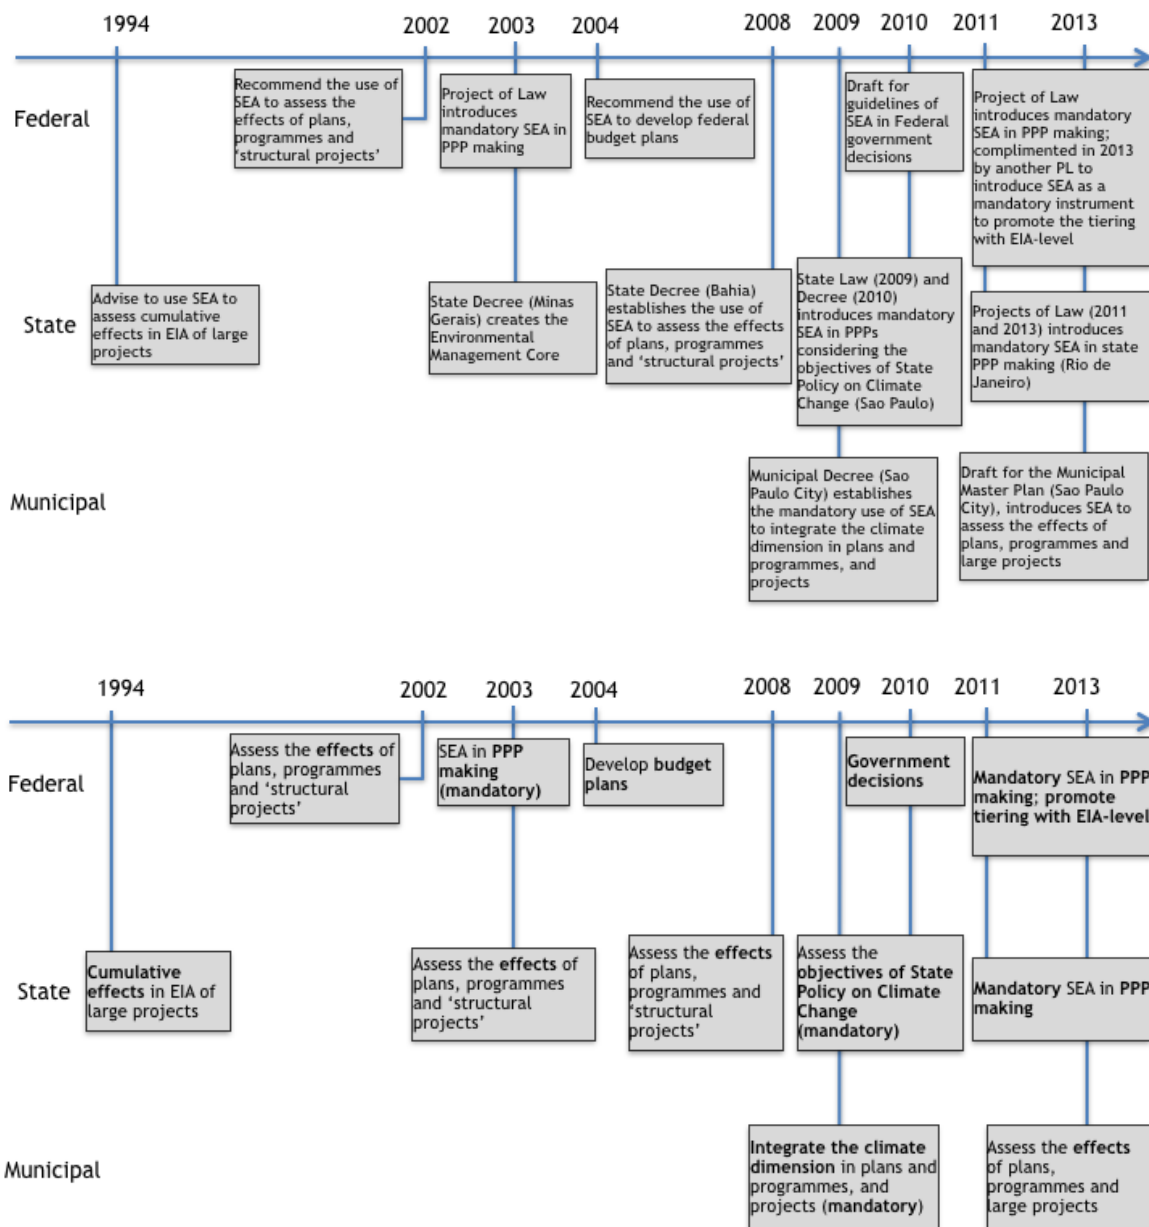 1994
2002
2003
2004
2008
2009
2010
2011
2013
Federal
Recommend the use of
SEA to assess the
effects of plans,
programmes and
‘structural projects’
Project of Law
introduces
mandatory SEA in
PPP making
Recommend the use of
SEA to develop federal
budget plans
Draft for
guidelines of
SEA in Federal
government
decisions
Project of Law
introduces mandatory
SEA in PPP making;
complimented in 2013
by another PL to
introduce SEA as a
mandatory instrument
to promote the tiering
with EIA-level
State
Advise to use SEA to
assess cumulative
effects in EIA of large
projects
State Decree (Minas
Gerais) creates the
Environmental
Management Core
State Decree (Bahia)
establishes the use of
SEA to assess the effects
of plans, programmes
and ‘structural projects’
State Law (2009) and
Decree (2010)
introduces mandatory
SEA in PPPs
considering the
objectives of State
Policy on Climate
Change (Sao Paulo)
Projects of Law (2011
and 2013) introduces
mandatory SEA in state
PPP making (Rio de
Janeiro)
Municipal
Municipal Decree (Sao
Paulo City) establishes
the mandatory use of SEA
to integrate the climate
dimension in plans and
programmes, and
projects
Draft for the Municipal
Master Plan (Sao Paulo
City), introduces SEA to
assess the effects of
plans, programmes and
large projects
1994
2002
2003
2004
2008
2009
2010
2011
2013
Federal
Assess the effects of
plans, programmes
and ‘structural
projects’
SEA in PPP
making
(mandatory)
Develop budget
plans
Government
decisions
Mandatory SEA in PPP
making; promote
tiering with EIA-level
State
Cumulative
effects in EIA of
large projects
Assess the effects of
plans, programmes
and ‘structural
projects’
Assess the effects
of plans,
programmes and
‘structural
projects’
Assess the
objectives of State
Policy on Climate
Change
(mandatory)
Mandatory SEA in PPP
making
Municipal
Integrate the climate
dimension in plans and
programmes, and
projects (mandatory)
Assess the effects
of plans,
programmes and
large projects